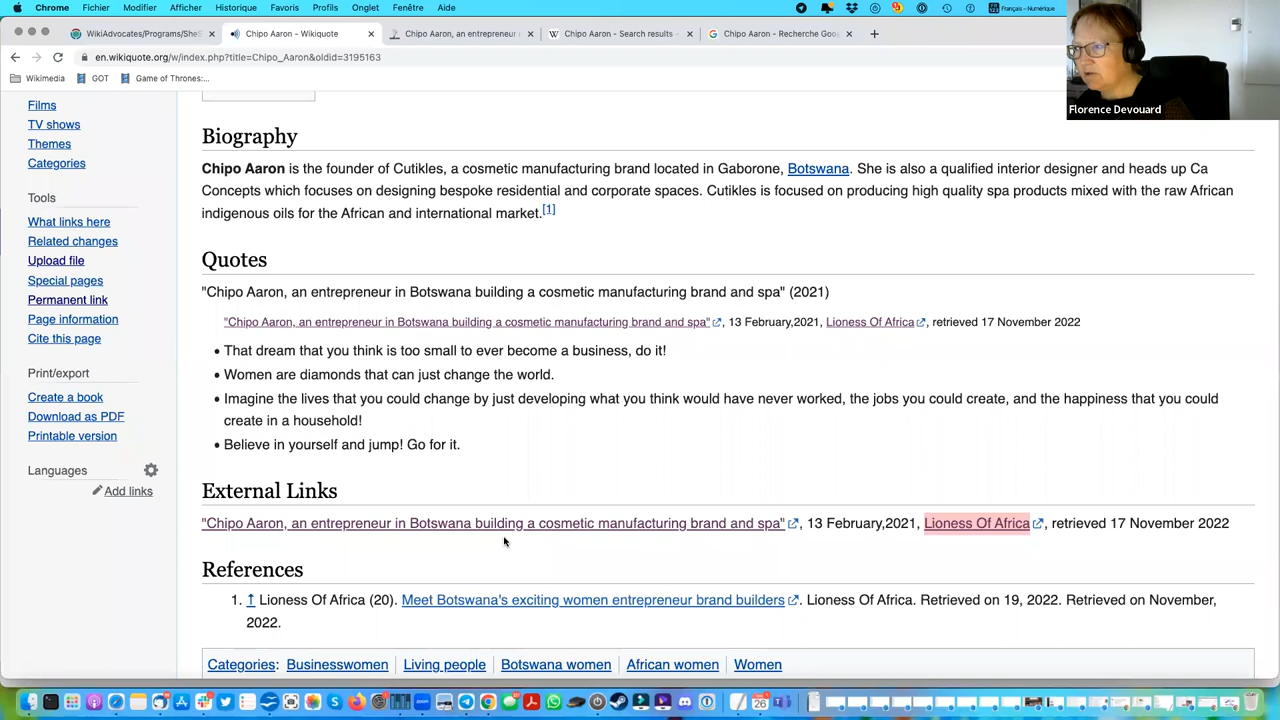 Chrome Fichier Modifier Afficher Historique Favoris Profils Onglet Fenêtre Aide
Français – Numérique
WikiAdvocates/Programs/SheS
Chipo Aaron - Wikiquote
Chipo Aaron, an entrepreneur
Chipo Aaron - Search results -
Chipo Aaron - Recherche Goo
en.wikiquote.org/w/index.php?title=Chipo_Aaron&oldid=3195163
Wikimedia GOT Game of Thrones:...
Florence Devouard
Films
TV shows
Themes
Categories
Tools
What links here
Related changes
Upload file
Special pages
Permanent link
Page information
Cite this page
Print/export
Create a book
Download as PDF
Printable version
Languages
Add links
Biography
Chipo Aaron is the founder of Cutikles, a cosmetic manufacturing brand located in Gaborone, Botswana. She is also a qualified interior designer and heads up Ca
Concepts which focuses on designing bespoke residential and corporate spaces. Cutikles is focused on producing high quality spa products mixed with the raw African
indigenous oils for the African and international market.[1]
Quotes
"Chipo Aaron, an entrepreneur in Botswana building a cosmetic manufacturing brand and spa" (2021)
"Chipo Aaron, an entrepreneur in Botswana building a cosmetic manufacturing brand and spa", 13 February,2021, Lioness Of Africa, retrieved 17 November 2022
• That dream that you think is too small to ever become a business, do it!
• Women are diamonds that can just change the world.
• Imagine the lives that you could change by just developing what you think would have never worked, the jobs you could create, and the happiness that you could
create in a household!
• Believe in yourself and jump! Go for it.
External Links
"Chipo Aaron, an entrepreneur in Botswana building a cosmetic manufacturing brand and spa", 13 February,2021, Lioness Of Africa, retrieved 17 November 2022
References
1. ↑ Lioness Of Africa (20). Meet Botswana's exciting women entrepreneur brand builders. Lioness Of Africa. Retrieved on 19, 2022. Retrieved on November,
2022.
Categories: Businesswomen Living people Botswana women African women Women
26